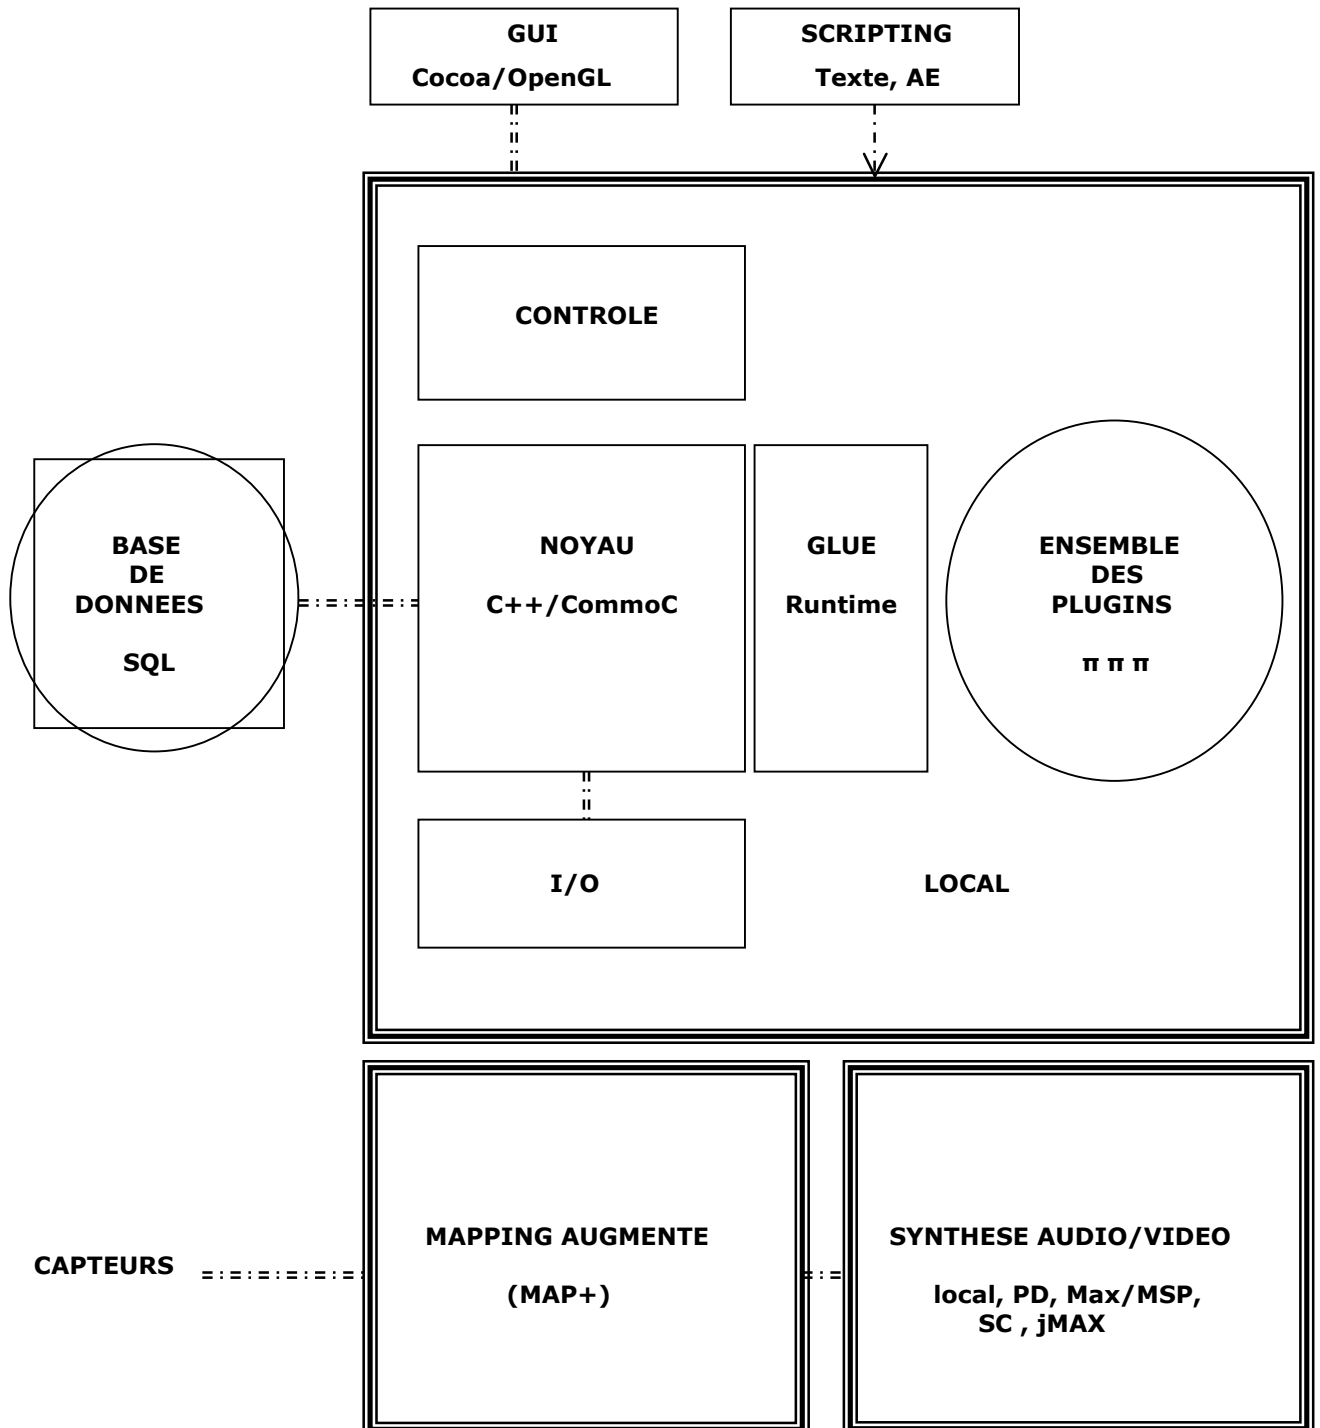 GUI
Cocoa/OpenGL
SCRIPTING
Texte, AE
CONTROLE
BASE
DE
DONNEES
SQL
NOYAU
C++/CommoC
GLUE
Runtime
ENSEMBLE
DES
PLUGINS
π π π
I/O
LOCAL
CAPTEURS
MAPPING AUGMENTE
(MAP+)
SYNTHESE AUDIO/VIDEO
local, PD, Max/MSP,
SC , jMAX